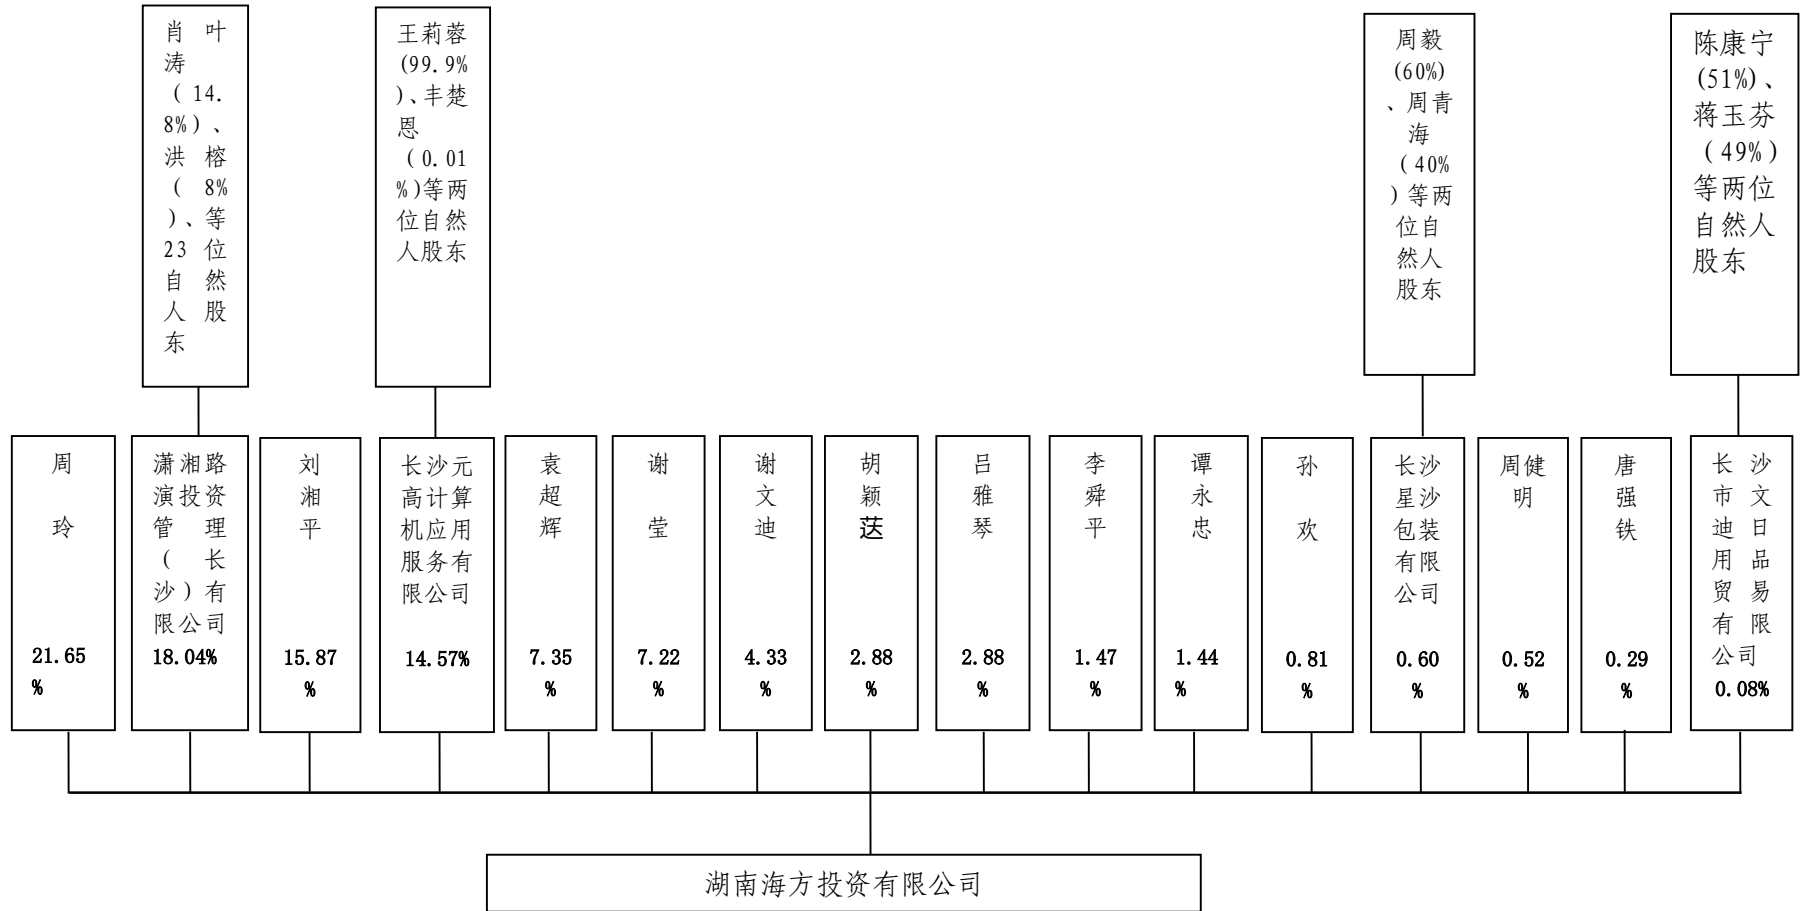 肖 叶
涛
（14.
8%）、
洪 榕
（ 8%
）、等
23 位
自 然
人 股
东
王莉蓉
(99.9%
)、丰楚
恩
（0.01
%)等两
位自然
人股东
周毅
(60%)
、周青
海
（40%
）等两
位自
然人
股东
陈康宁
(51%)、
蒋玉芬
（49%）
等两位
自然人
股东
周
玲
21.65
%
潇湘路
演投资
管 理
（ 长
沙）有
限公司
18.04%
刘
湘
平
15.87
%
长沙元
高计算
机应用
服务有
限公司
14.57%
袁
超
辉
7.35
%
谢
莹
7.22
%
谢
文
迪
4.33
%
胡
颖
荙
2.88
%
吕
雅
琴
2.88
%
李
舜
平
1.47
%
谭
永
忠
1.44
%
孙
欢
0.81
%
长沙
星沙
包装
有限
公司
0.60
%
周健
明
0.52
%
唐
强
铁
0.29
%
长 沙
市 文
迪 日
用 品
贸 易
有 限
公司
0.08%
湖南海方投资有限公司